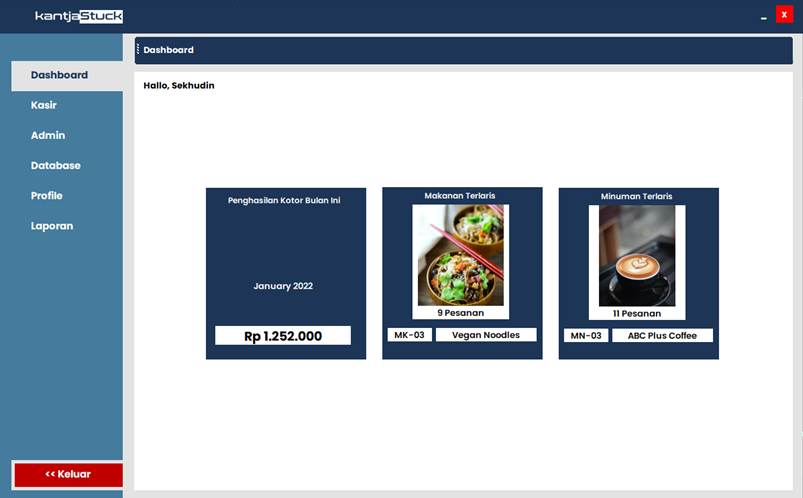 kantjaStuck
_ X
Dashboard
Kasir
Admin
Database
Profile
Laporan
<< Keluar
Dashboard
Hallo, Sekhudin
Penghasilan Kotor Bulan Ini
January 2022
Rp 1.252.000
Makanan Terlaris
9 Pesanan
MK-03 Vegan Noodles
Minuman Terlaris
11 Pesanan
MN-03 ABC Plus Coffee